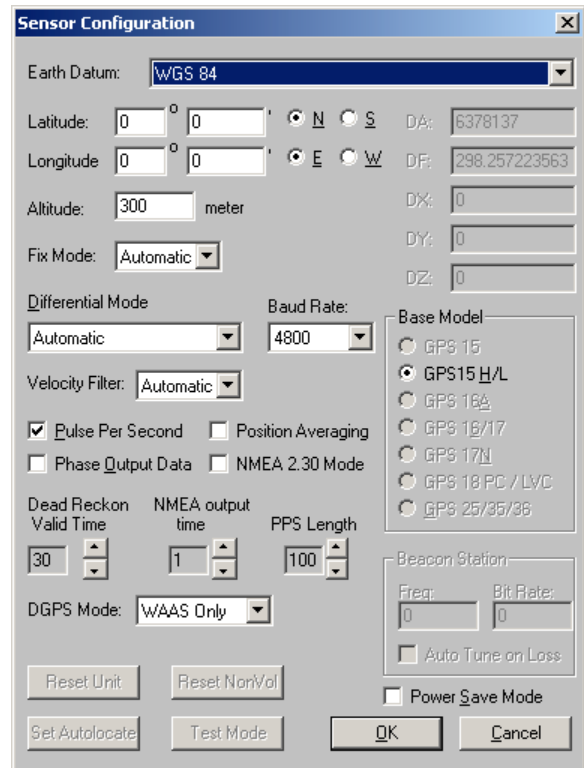 Sensor Configuration
Earth Datum: WGS 84
Latitude: 0 ° 0 ' N S
Longitude 0 ° 0 ' E W
Altitude: 300 meter
Fix Mode: Automatic
DA: 6378137
DF: 298.257223563
DX: 0
DY: 0
DZ: 0
Differential Mode
Automatic
Baud Rate:
4800
Velocity Filter: Automatic
Pulse Per Second Position Averaging
Phase Output Data NMEA 2.30 Mode
Dead Reckon
Valid Time
30
NMEA output
time
1
PPS Length
100
DGPS Mode: WAAS Only
Base Model
GPS 15
GPS15 H/L
GPS 16A
GPS 16/17
GPS 17N
GPS 18 PC / LVC
GPS 25/35/36
Beacon Station
Freq: Bit Rate:
0 0
Auto Tune on Loss
Power Save Mode
Reset Unit Reset NonVol
Set Autolocate Test Mode OK Cancel